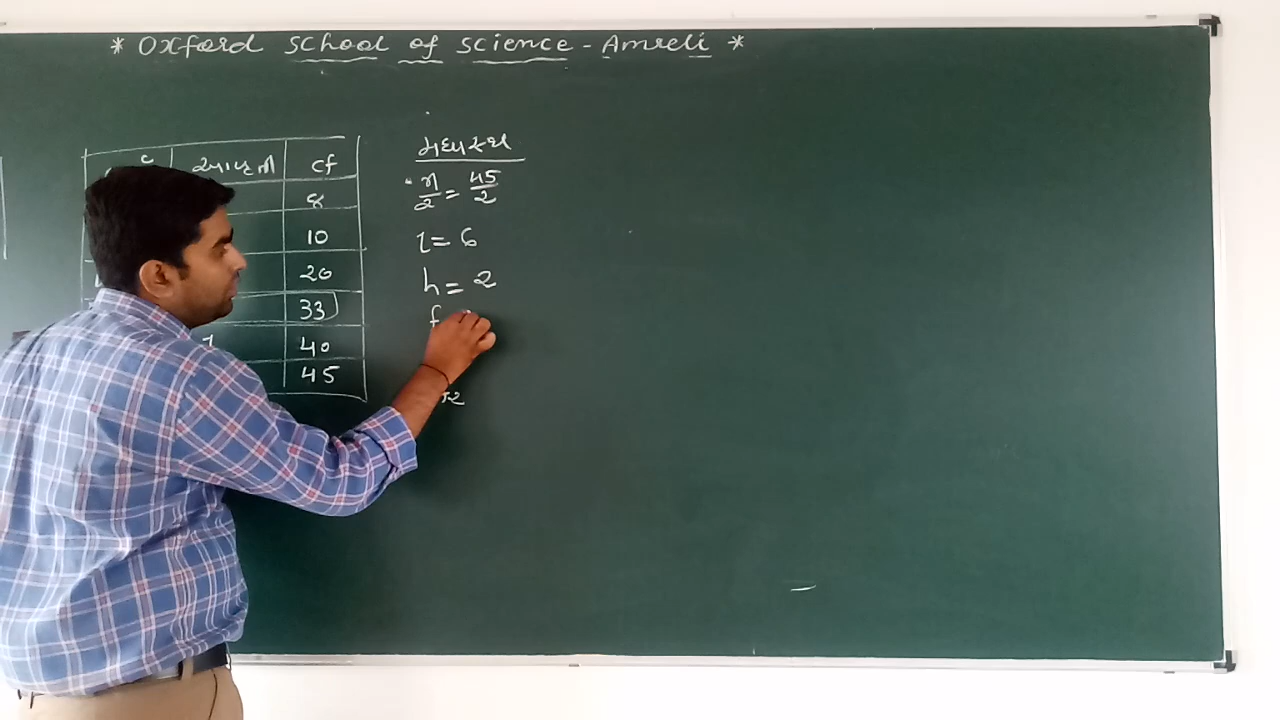 * Oxford school of science - Amreli *
આવૃત્તિ cf
8
10
20
33
7 40
45
મધ્યસ્થ
n/2 = 45/2
l = 6
h = 2
f